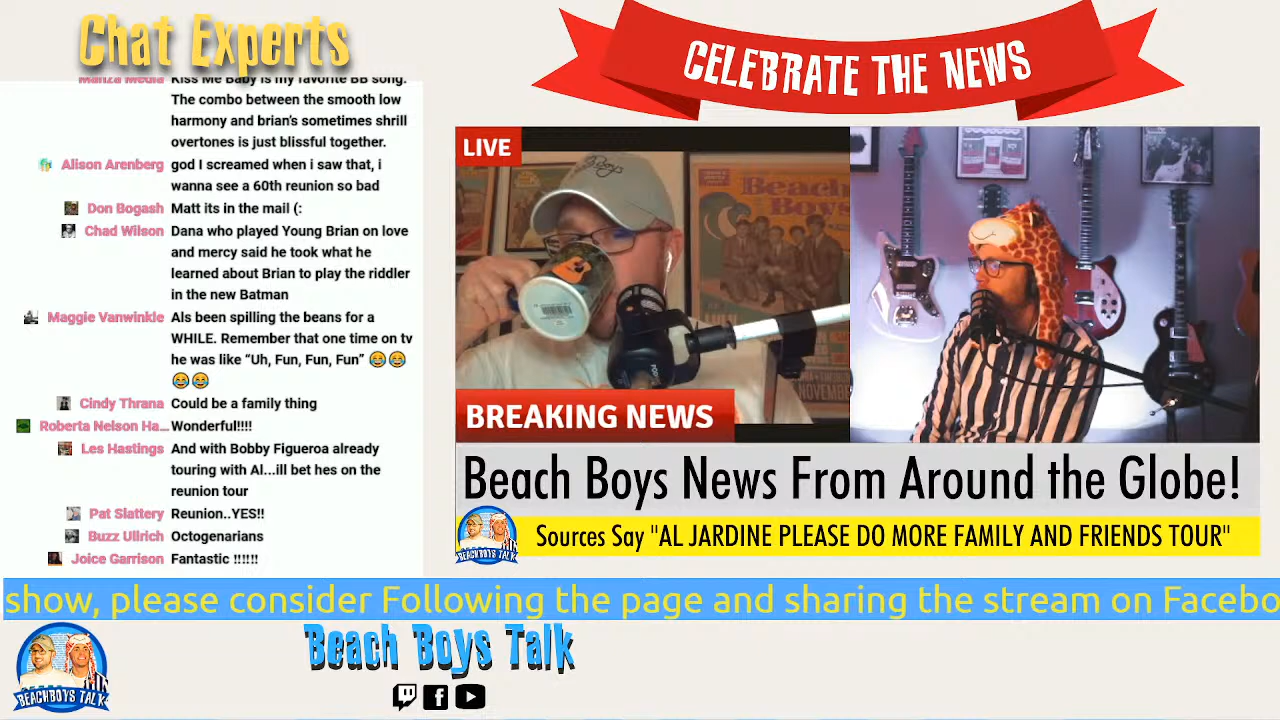 Chat Experts
CELEBRATE THE NEWS
Mariza Media Kiss Me Baby is my favorite BB song.
The combo between the smooth low
harmony and brian's sometimes shrill
overtones is just blissful together.
Alison Arenberg god I screamed when i saw that, i
wanna see a 60th reunion so bad
Don Bogash Matt its in the mail (:
Chad Wilson Dana who played Young Brian on love
and mercy said he took what he
learned about Brian to play the riddler
in the new Batman
Maggie Vanwinkle Als been spilling the beans for a
WHILE. Remember that one time on tv
he was like “Uh, Fun, Fun, Fun” 😂😂
😂😂
Cindy Thrana Could be a family thing
Roberta Nelson Ha... Wonderful!!!!
Les Hastings And with Bobby Figueroa already
touring with Al...ill bet hes on the
reunion tour
Pat Slattery Reunion..YES!!
Buzz Ullrich Octogenarians
Joice Garrison Fantastic !!!!!!
LIVE
Beach
Boys
NOVEMBER
BREAKING NEWS
Beach Boys News From Around the Globe!
BEACHBOYS TALK
Sources Say "AL JARDINE PLEASE DO MORE FAMILY AND FRIENDS TOUR"
show, please consider Following the page and sharing the stream on Facebo
BEACHBOYS TALK
Beach Boys Talk